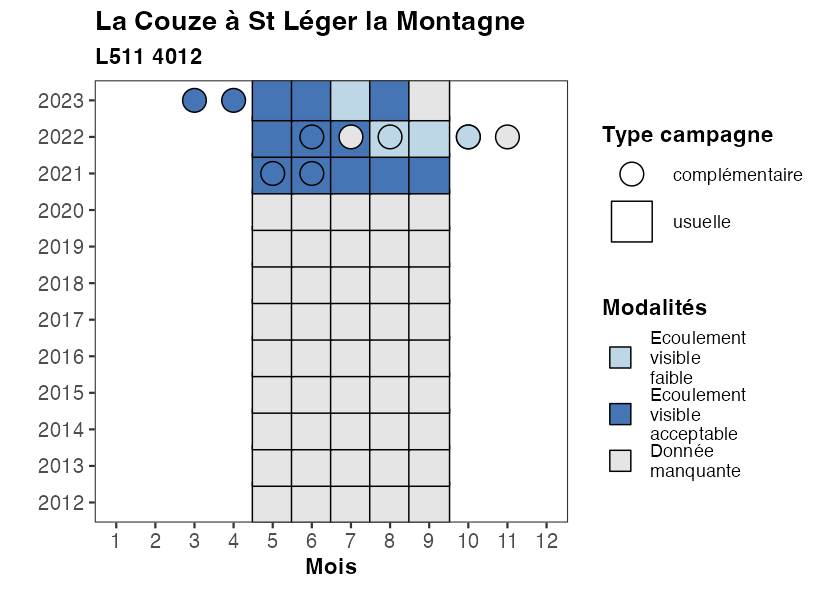 La Couze à St Léger la Montagne
L511 4012
2023
2022
2021
2020
2019
2018
2017
2016
2015
2014
2013
2012
1 2 3 4 5 6 7 8 9 10 11 12
Mois
Type campagne
complémentaire
usuelle
Modalités
Ecoulement
visible
faible
Ecoulement
visible
acceptable
Donnée
manquante